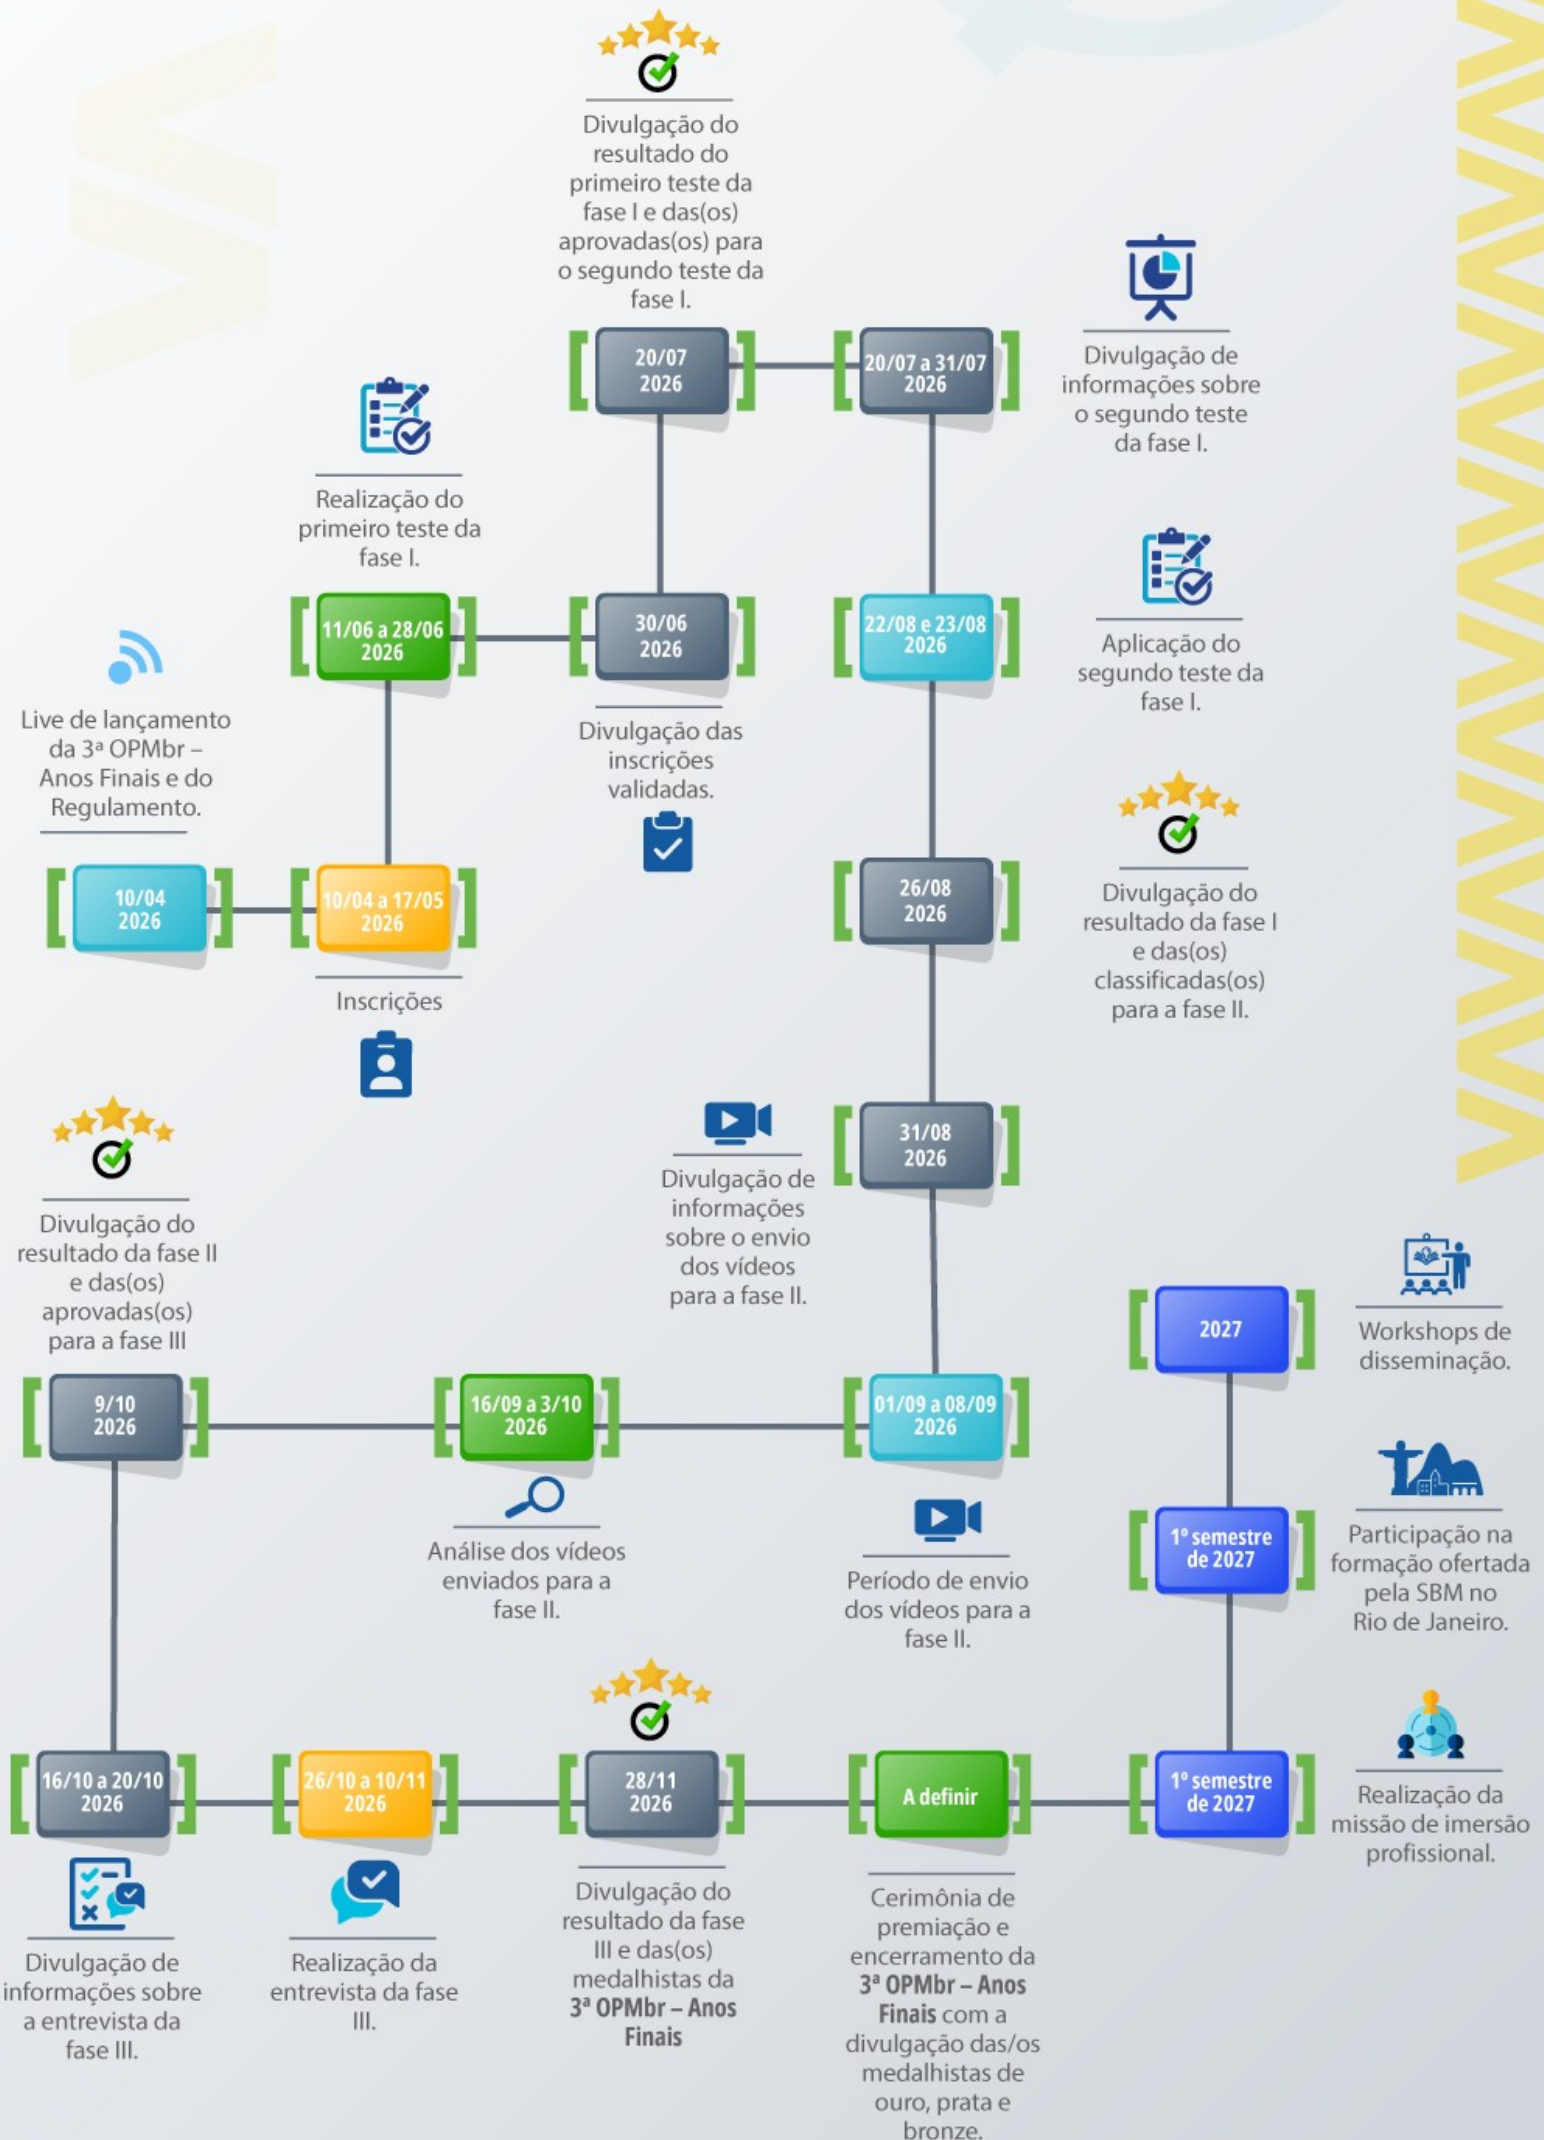 Live de lançamento
da 3ª OPMbr –
Anos Finais e do
Regulamento.
10/04
2026
10/04 a 17/05
2026
Inscrições
Realização do
primeiro teste da
fase I.
11/06 a 28/06
2026
30/06
2026
Divulgação das
inscrições
validadas.
Divulgação do
resultado do
primeiro teste da
fase I e das(os)
aprovadas(os) para
o segundo teste da
fase I.
20/07
2026
20/07 a 31/07
2026
Divulgação de
informações sobre
o segundo teste
da fase I.
22/08 e 23/08
2026
Aplicação do
segundo teste da
fase I.
26/08
2026
Divulgação do
resultado da fase I
e das(os)
classificadas(os)
para a fase II.
31/08
2026
Divulgação de
informações
sobre o envio
dos vídeos
para a fase II.
01/09 a 08/09
2026
Período de envio
dos vídeos para a
fase II.
16/09 a 3/10
2026
Análise dos vídeos
enviados para a
fase II.
Divulgação do
resultado da fase II
e das(os)
aprovadas(os)
para a fase III
9/10
2026
16/10 a 20/10
2026
Divulgação de
informações sobre
a entrevista da
fase III.
26/10 a 10/11
2026
Realização da
entrevista da fase
III.
28/11
2026
Divulgação do
resultado da fase
III e das(os)
medalhistas da
3ª OPMbr – Anos
Finais
A definir
Cerimônia de
premiação e
encerramento da
3ª OPMbr – Anos
Finais com a
divulgação das/os
medalhistas de
ouro, prata e
bronze.
1º semestre
de 2027
Realização da
missão de imersão
profissional.
1º semestre
de 2027
Participação na
formação ofertada
pela SBM no
Rio de Janeiro.
2027
Workshops de
disseminação.